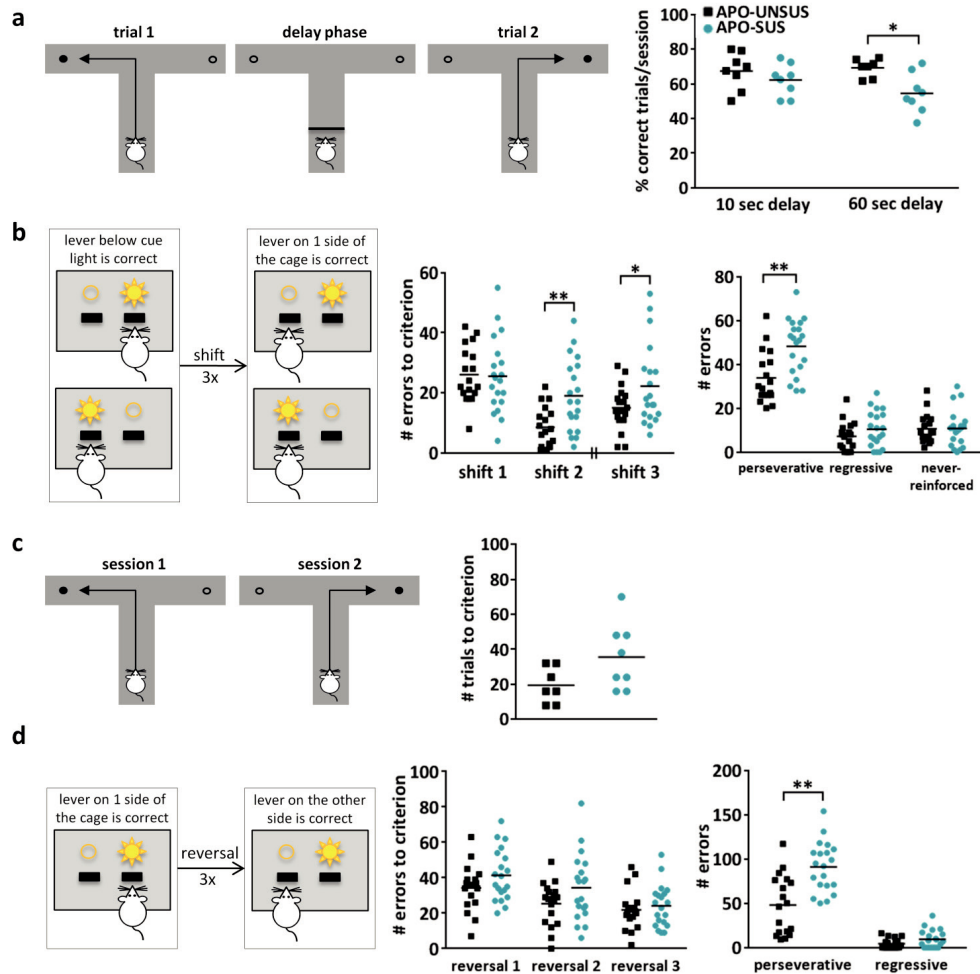 a
trial 1
delay phase
trial 2
% correct trials/session
100
80
60
40
20
0
APO-UNSUS
APO-SUS
*
10 sec delay
60 sec delay
b
lever below cue
light is correct
shift
3x
lever on 1 side of
the cage is correct
# errors to criterion
60
40
20
0
**
*
shift 1
shift 2
shift 3
# errors
80
60
40
20
0
**
perseverative
regressive
never-
reinforced
c
session 1
session 2
# trials to criterion
100
80
60
40
20
0
d
lever on 1 side of
the cage is correct
reversal
3x
lever on the other
side is correct
# errors to criterion
100
80
60
40
20
0
reversal 1
reversal 2
reversal 3
# errors
200
150
100
50
0
**
perseverative
regressive